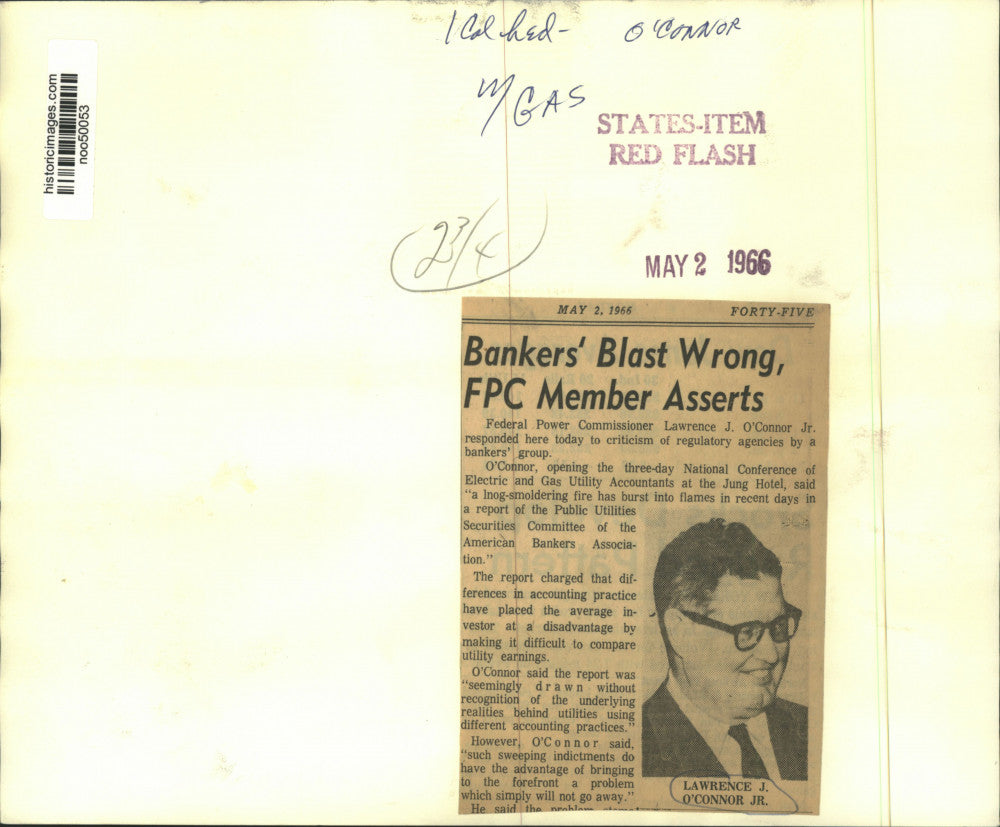 1 Col hed- O'CONNOR
W/ GAS
historicimages.com
noo50053
STATES-ITEM
RED FLASH
2 3/4
MAY 2 1966
MAY 2, 1966 FORTY-FIVE
Bankers' Blast Wrong,
FPC Member Asserts
Federal Power Commissioner Lawrence J. O'Connor Jr.
responded here today to criticism of regulatory agencies by a
bankers' group.
O'Connor, opening the three-day National Conference of
Electric and Gas Utility Accountants at the Jung Hotel, said
"a lnog-smoldering fire has burst into flames in recent days in
a report of the Public Utilities
Securities Committee of the
American Bankers Associa-
tion."
The report charged that dif-
ferences in accounting practice
have placed the average in-
vestor at a disadvantage by
making it difficult to compare
utility earnings.
O'Connor said the report was
"seemingly drawn without
recognition of the underlying
realities behind utilities using
different accounting practices."
However, O'Connor said,
"such sweeping indictments do
have the advantage of bringing
to the forefront a problem
which simply will not go away."
He said the problem
LAWRENCE J.
O'CONNOR JR.